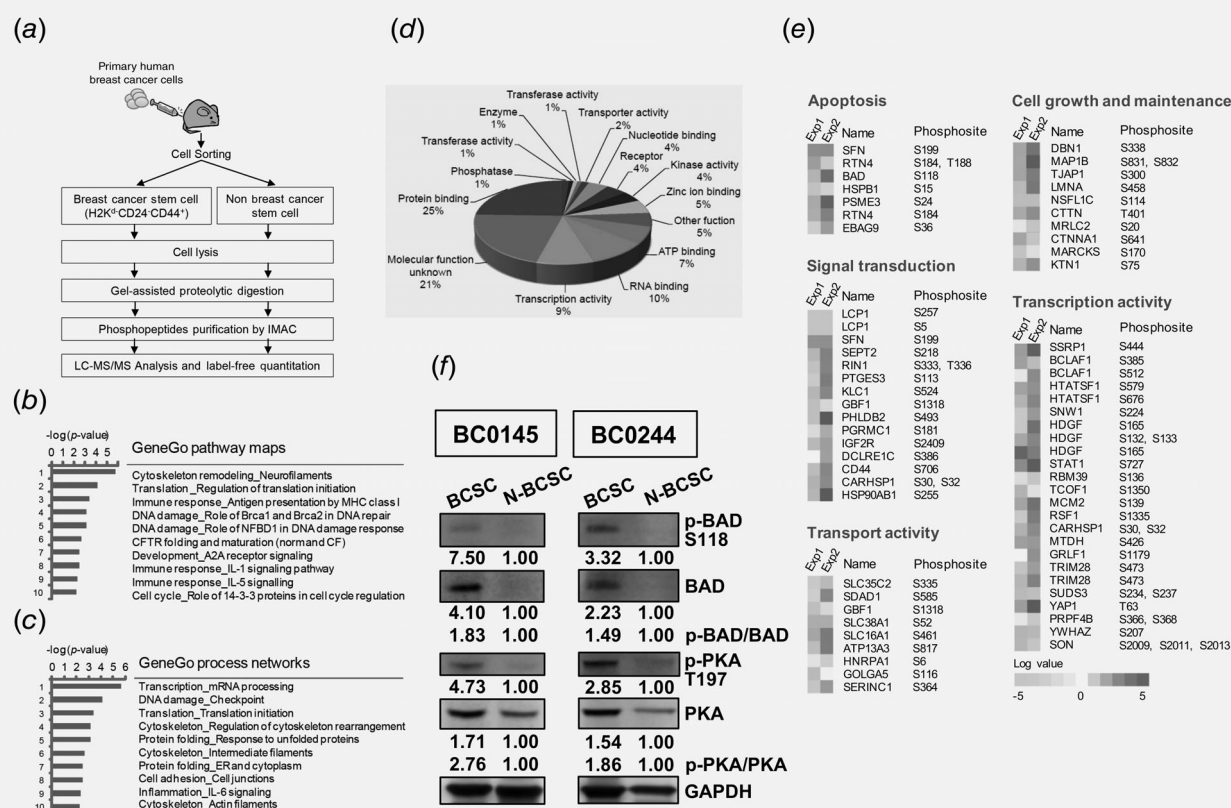 (a)
Primary human
breast cancer cells
Cell Sorting
Breast cancer stem cell
(H2Kd-CD24-CD44+)
Non breast cancer
stem cell
Cell lysis
Gel-assisted proteolytic digestion
Phosphopeptides purification by IMAC
LC-MS/MS Analysis and label-free quantitation
(b)
-log(p-value)
0 1 2 3 4 5
GeneGo pathway maps
1 Cytoskeleton remodeling_Neurofilaments
2 Translation_Regulation of translation initiation
3 Immune response_Antigen presentation by MHC class I
4 DNA damage_Role of Brca1 and Brca2 in DNA repair
5 DNA damage_Role of NFBD1 in DNA damage response
6 CFTR folding and maturation (norm and CF)
7 Development_A2A receptor signaling
8 Immune response_IL-1 signaling pathway
9 Immune response_IL-5 signalling
10 Cell cycle_Role of 14-3-3 proteins in cell cycle regulation
(c)
-log(p-value)
0 1 2 3 4 5 6
GeneGo process networks
1 Transcription_mRNA processing
2 DNA damage_Checkpoint
3 Translation_Translation initiation
4 Cytoskeleton_Regulation of cytoskeleton rearrangement
5 Protein folding_Response to unfolded proteins
6 Cytoskeleton_Intermediate filaments
7 Protein folding_ER and cytoplasm
8 Cell adhesion_Cell junctions
9 Inflammation_IL-6 signaling
10 Cytoskeleton_Actin filaments
(d)
Transferase activity
1%
Enzyme
1%
Transporter activity
2%
Transferase activity
1%
Nucleotide binding
4%
Receptor
4%
Kinase activity
4%
Phosphatase
1%
Zinc ion binding
5%
Protein binding
25%
Other fuction
5%
ATP binding
7%
Molecular function
unknown
21%
RNA binding
10%
Transcription activity
9%
(f)
BC0145
BC0244
BCSC N-BCSC BCSC N-BCSC
p-BAD
S118
7.50 1.00 3.32 1.00
BAD
4.10 1.00 2.23 1.00
1.83 1.00 1.49 1.00 p-BAD/BAD
p-PKA
T197
4.73 1.00 2.85 1.00
PKA
1.71 1.00 1.54 1.00
2.76 1.00 1.86 1.00 p-PKA/PKA
GAPDH
(e)
Apoptosis
Exp1 Exp2 Name Phosphosite
SFN S199
RTN4 S184, T188
BAD S118
HSPB1 S15
PSME3 S24
RTN4 S184
EBAG9 S36
Signal transduction
Exp1 Exp2 Name Phosphosite
LCP1 S257
LCP1 S5
SFN S199
SEPT2 S218
RIN1 S333, T336
PTGES3 S113
KLC1 S524
GBF1 S1318
PHLDB2 S493
PGRMC1 S181
IGF2R S2409
DCLRE1C S386
CD44 S706
CARHSP1 S30, S32
HSP90AB1 S255
Transport activity
Exp1 Exp2 Name Phosphosite
SLC35C2 S335
SDAD1 S585
GBF1 S1318
SLC38A1 S52
SLC16A1 S461
ATP13A3 S817
HNRPA1 S6
GOLGA5 S116
SERINC1 S364
Cell growth and maintenance
Exp1 Exp2 Name Phosphosite
DBN1 S338
MAP1B S831, S832
TJAP1 S300
LMNA S458
NSFL1C S114
CTTN T401
MRLC2 S20
CTNNA1 S641
MARCKS S170
KTN1 S75
Transcription activity
Exp1 Exp2 Name Phosphosite
SSRP1 S444
BCLAF1 S385
BCLAF1 S512
HTATSF1 S579
HTATSF1 S676
SNW1 S224
HDGF S165
HDGF S132, S133
HDGF S165
STAT1 S727
RBM39 S136
TCOF1 S1350
MCM2 S139
RSF1 S1335
CARHSP1 S30, S32
MTDH S426
GRLF1 S1179
TRIM28 S473
TRIM28 S473
SUDS3 S234, S237
YAP1 T63
PRPF4B S366, S368
YWHAZ S207
SON S2009, S2011, S2013
Log value
-5 0 5